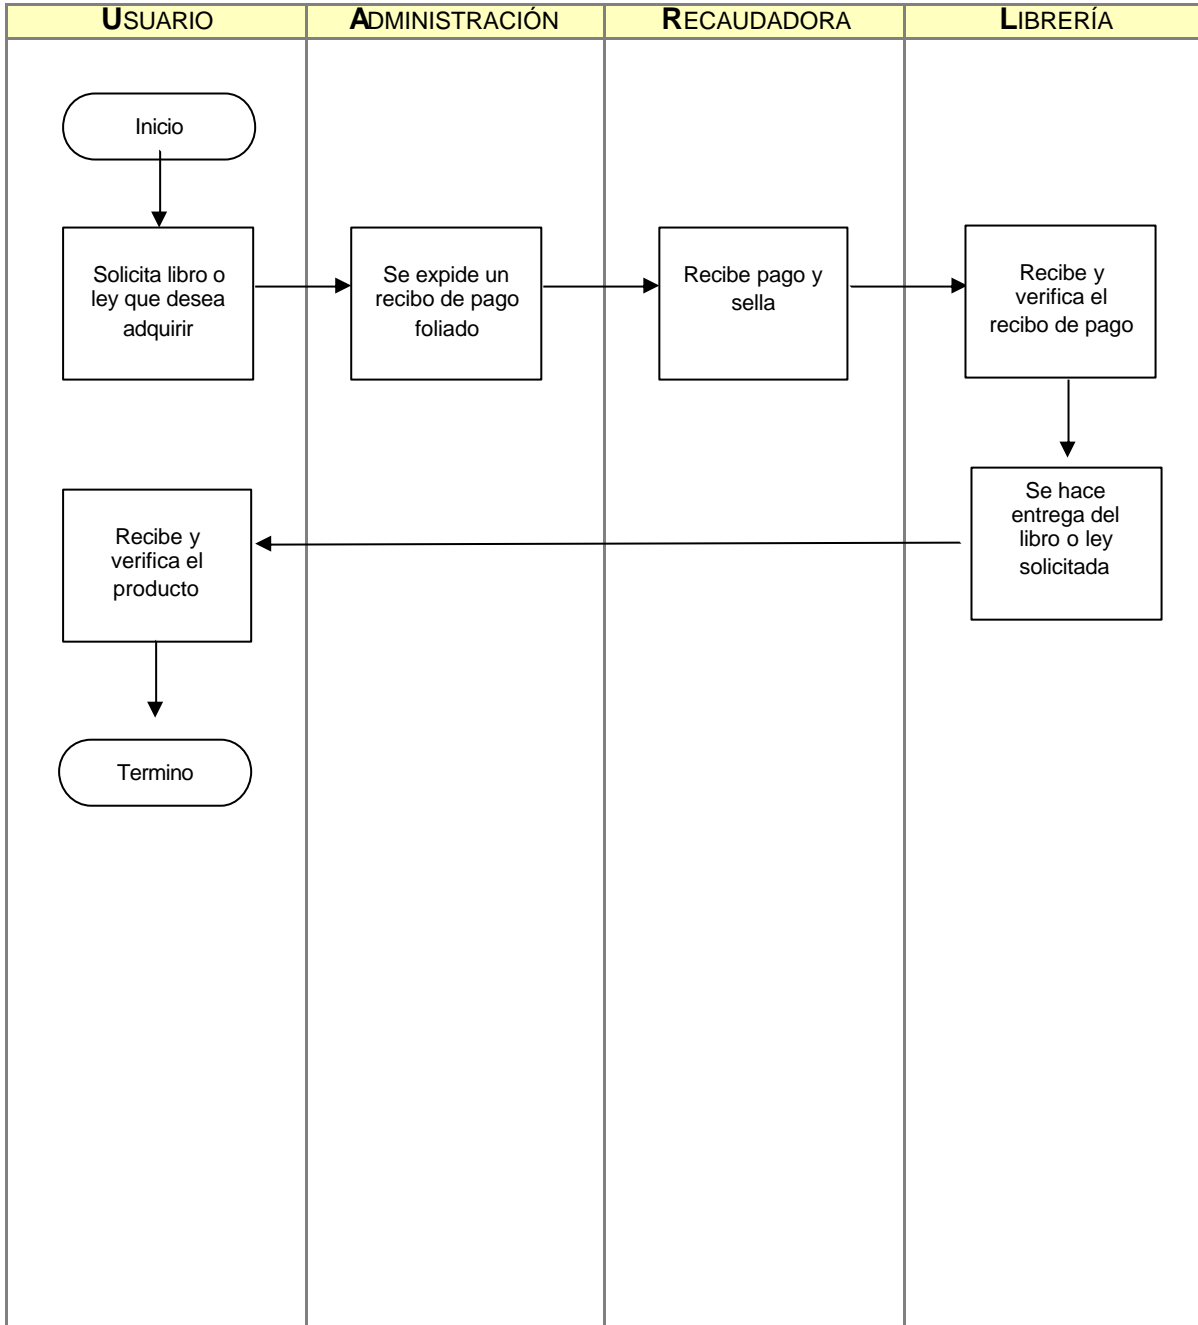 USUARIO
ADMINISTRACIÓN
RECAUDADORA
LIBRERÍA
Inicio
Solicita libro o
ley que desea
adquirir
Se expide un
recibo de pago
foliado
Recibe pago y
sella
Recibe y
verifica el
recibo de pago
Se hace
entrega del
libro o ley
solicitada
Recibe y
verifica el
producto
Termino